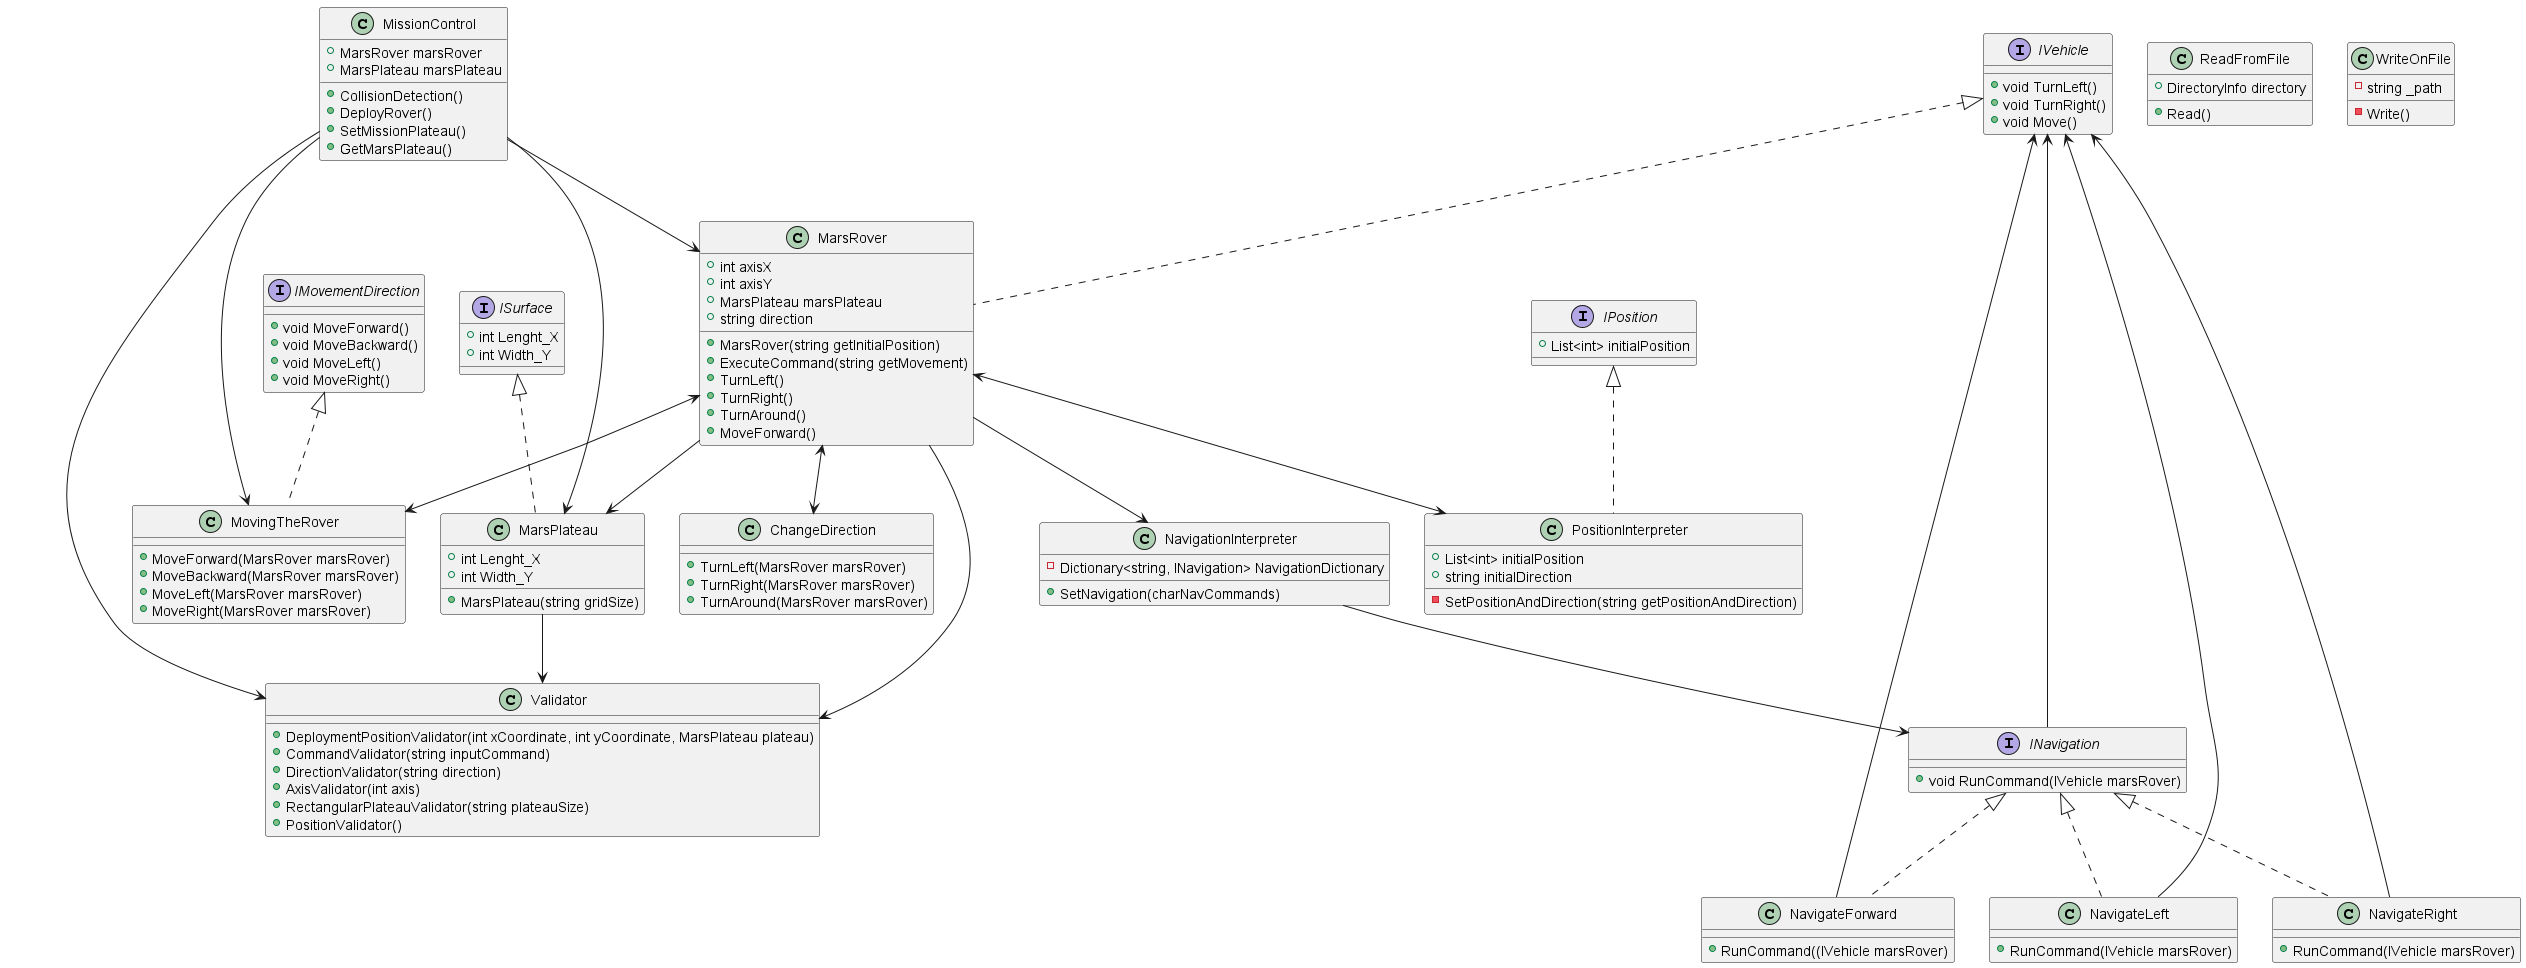 MissionControl
MarsRover marsRover
MarsPlateau marsPlateau
CollisionDetection()
DeployRover()
SetMissionPlateau()
GetMarsPlateau()
IVehicle
void TurnLeft()
void TurnRight()
void Move()
ReadFromFile
DirectoryInfo directory
Read()
WriteOnFile
string _path
Write()
MarsRover
int axisX
int axisY
MarsPlateau marsPlateau
string direction
MarsRover(string getInitialPosition)
ExecuteCommand(string getMovement)
TurnLeft()
TurnRight()
TurnAround()
MoveForward()
IMovementDirection
void MoveForward()
void MoveBackward()
void MoveLeft()
void MoveRight()
ISurface
int Lenght_X
int Width_Y
IPosition
List<int> initialPosition
MovingTheRover
MoveForward(MarsRover marsRover)
MoveBackward(MarsRover marsRover)
MoveLeft(MarsRover marsRover)
MoveRight(MarsRover marsRover)
MarsPlateau
int Lenght_X
int Width_Y
MarsPlateau(string gridSize)
ChangeDirection
TurnLeft(MarsRover marsRover)
TurnRight(MarsRover marsRover)
TurnAround(MarsRover marsRover)
NavigationInterpreter
Dictionary<string, INavigation> NavigationDictionary
SetNavigation(charNavCommands)
PositionInterpreter
List<int> initialPosition
string initialDirection
SetPositionAndDirection(string getPositionAndDirection)
Validator
DeploymentPositionValidator(int xCoordinate, int yCoordinate, MarsPlateau plateau)
CommandValidator(string inputCommand)
DirectionValidator(string direction)
AxisValidator(int axis)
RectangularPlateauValidator(string plateauSize)
PositionValidator()
INavigation
void RunCommand(IVehicle marsRover)
NavigateForward
RunCommand((IVehicle marsRover)
NavigateLeft
RunCommand(IVehicle marsRover)
NavigateRight
RunCommand(IVehicle marsRover)